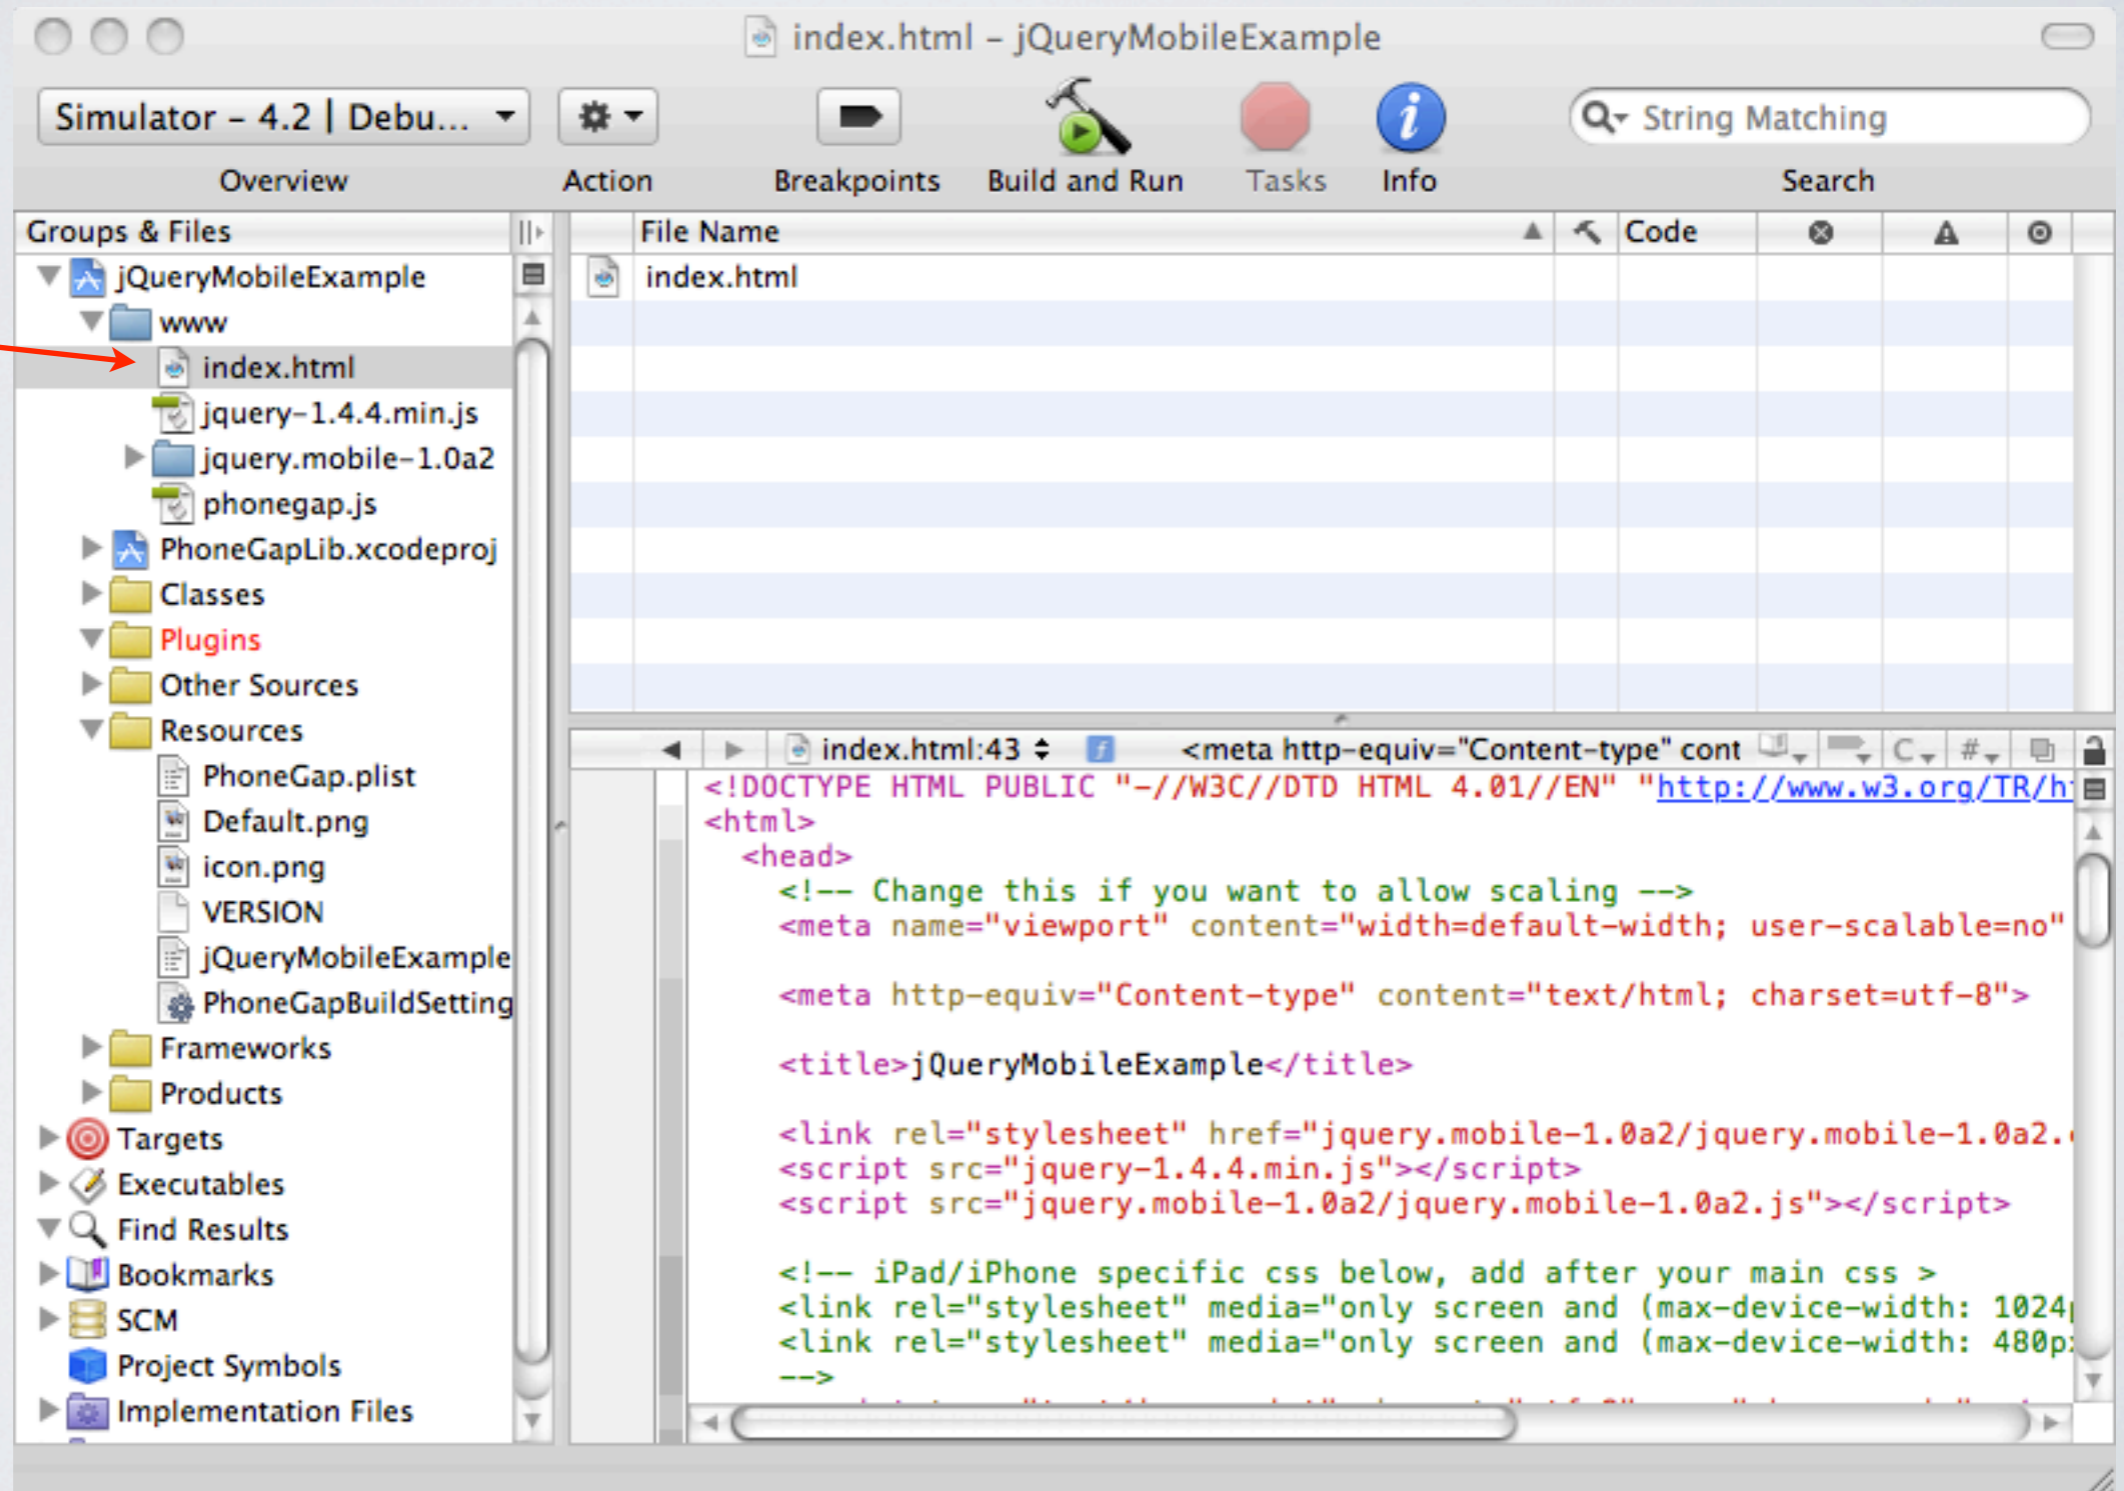 index.html – jQueryMobileExample
Simulator – 4.2 | Debu...
String Matching
Overview
Action
Breakpoints
Build and Run
Tasks
Info
Search
Groups & Files
File Name
Code
jQueryMobileExample
www
index.html
jquery-1.4.4.min.js
jquery.mobile-1.0a2
phonegap.js
PhoneGapLib.xcodeproj
Classes
Plugins
Other Sources
Resources
PhoneGap.plist
Default.png
icon.png
VERSION
jQueryMobileExample
PhoneGapBuildSetting
Frameworks
Products
Targets
Executables
Find Results
Bookmarks
SCM
Project Symbols
Implementation Files
index.html
index.html:43
<meta http-equiv="Content-type" cont
C
#
<!DOCTYPE HTML PUBLIC "-//W3C//DTD HTML 4.01//EN" "http://www.w3.org/TR/h
<html>
<head>
<!-- Change this if you want to allow scaling -->
<meta name="viewport" content="width=default-width; user-scalable=no"
<meta http-equiv="Content-type" content="text/html; charset=utf-8">
<title>jQueryMobileExample</title>
<link rel="stylesheet" href="jquery.mobile-1.0a2/jquery.mobile-1.0a2.
<script src="jquery-1.4.4.min.js"></script>
<script src="jquery.mobile-1.0a2/jquery.mobile-1.0a2.js"></script>
<!-- iPad/iPhone specific css below, add after your main css >
<link rel="stylesheet" media="only screen and (max-device-width: 1024
<link rel="stylesheet" media="only screen and (max-device-width: 480p
-->